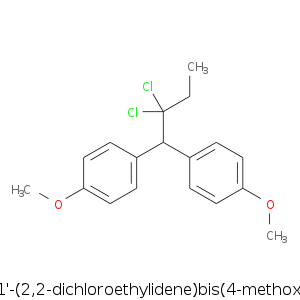 CH₃
Cl
Cl
H₃C
O
O
CH₃
1'-(2,2-dichloroethylidene)bis(4-methox